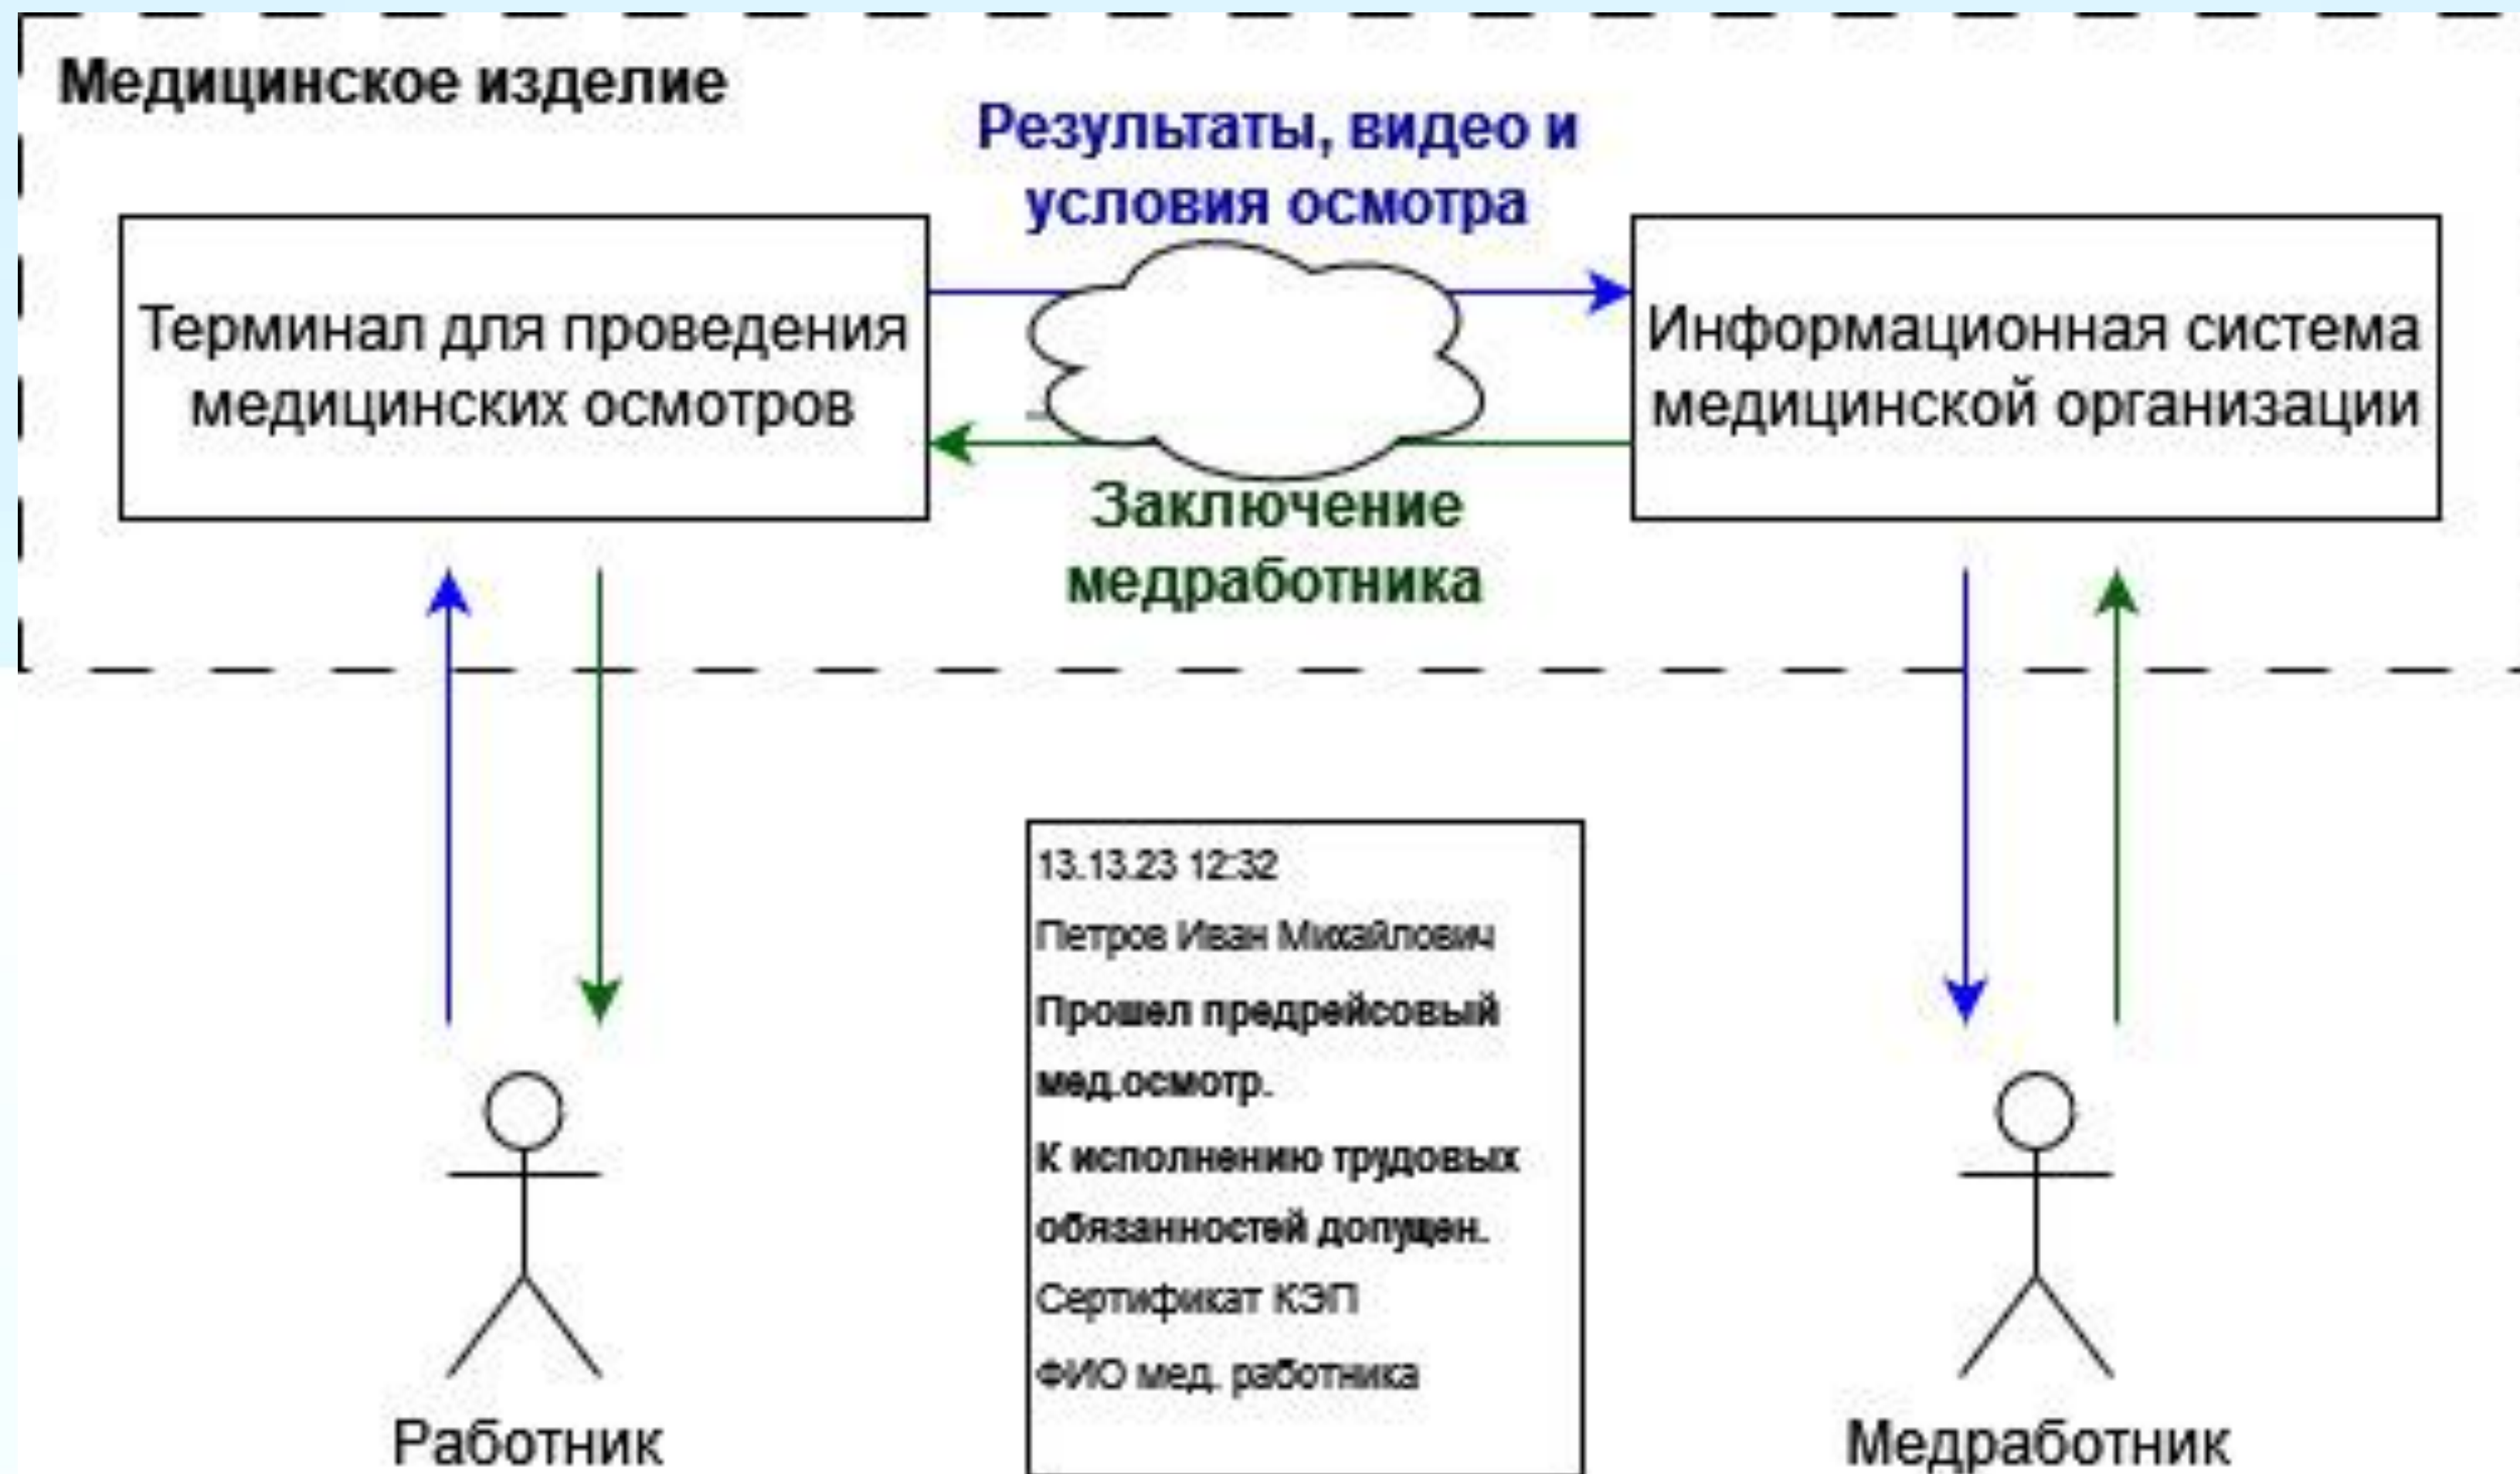 Медицинское изделие
Результаты, видео и
условия осмотра
Терминал для проведения
медицинских осмотров
Информационная система
медицинской организации
Заключение
медработника
13.13.23 12:32
Петров Иван Михайлович
Прошел предрейсовый
мед.осмотр.
К исполнению трудовых
обязанностей допущен.
Сертификат КЭП
ФИО мед. работника
Работник
Медработник